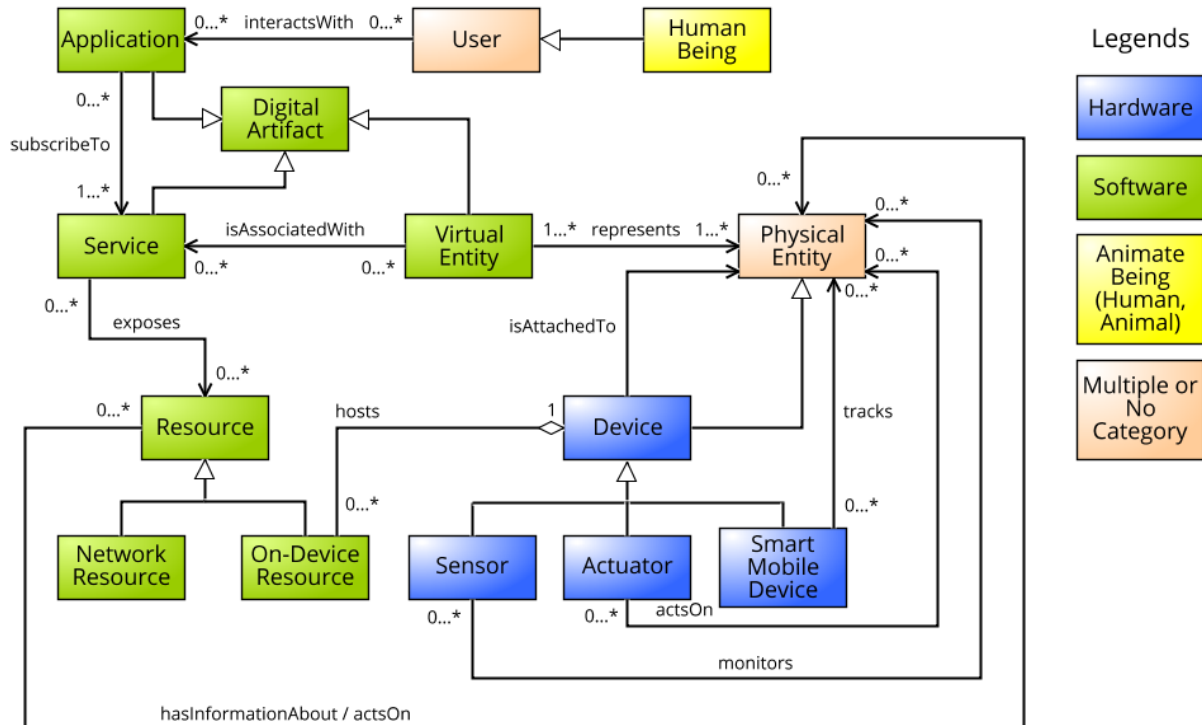 0...*
interactsWith
0...*
Application
User
Human
Being
Legends
Hardware
0...*
Digital
Artifact
subscribeTo
1...*
0...*
0...*
Software
Service
isAssociatedWith
0...*
0...*
Virtual
Entity
1...*
represents
1...*
Physical
Entity
0...*
0...*
Animate
Being
(Human,
Animal)
0...*
exposes
0...*
isAttachedTo
Multiple or
No
Category
0...*
Resource
hosts
1
Device
tracks
0...*
0...*
Network
Resource
On-Device
Resource
Sensor
Actuator
Smart
Mobile
Device
0...*
0...*
actsOn
monitors
hasInformationAbout / actsOn